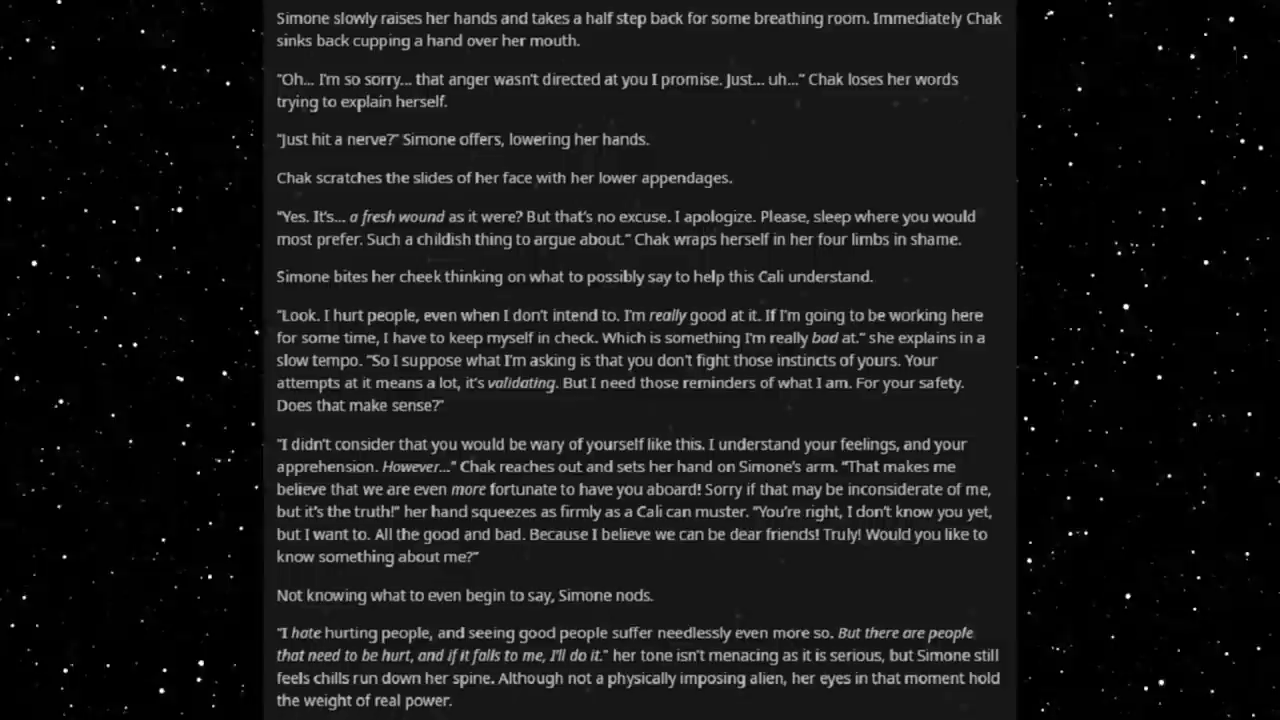 Simone slowly raises her hands and takes a half step back for some breathing room. Immediately Chak
sinks back cupping a hand over her mouth.
"Oh... I'm so sorry... that anger wasn't directed at you I promise. Just... uh..." Chak loses her words
trying to explain herself.
"Just hit a nerve?" Simone offers, lowering her hands.
Chak scratches the slides of her face with her lower appendages.
"Yes. It's... a fresh wound as it were? But that's no excuse. I apologize. Please, sleep where you would
most prefer. Such a childish thing to argue about." Chak wraps herself in her four limbs in shame.
Simone bites her cheek thinking on what to possibly say to help this Cali understand.
"Look. I hurt people, even when I don't intend to. I'm really good at it. If I'm going to be working here
for some time, I have to keep myself in check. Which is something I'm really bad at." she explains in a
slow tempo. "So I suppose what I'm asking is that you don't fight those instincts of yours. Your
attempts at it means a lot, it's validating. But I need those reminders of what I am. For your safety.
Does that make sense?"
"I didn't consider that you would be wary of yourself like this. I understand your feelings, and your
apprehension. However..." Chak reaches out and sets her hand on Simone's arm. "That makes me
believe that we are even more fortunate to have you aboard! Sorry if that may be inconsiderate of me,
but it's the truth!" her hand squeezes as firmly as a Cali can muster. "You're right, I don't know you yet,
but I want to. All the good and bad. Because I believe we can be dear friends! Truly! Would you like to
know something about me?"
Not knowing what to even begin to say, Simone nods.
"I hate hurting people, and seeing good people suffer needlessly even more so. But there are people
that need to be hurt, and if it falls to me, I'll do it." her tone isn't menacing as it is serious, but Simone still
feels chills run down her spine. Although not a physically imposing alien, her eyes in that moment hold
the weight of real power.